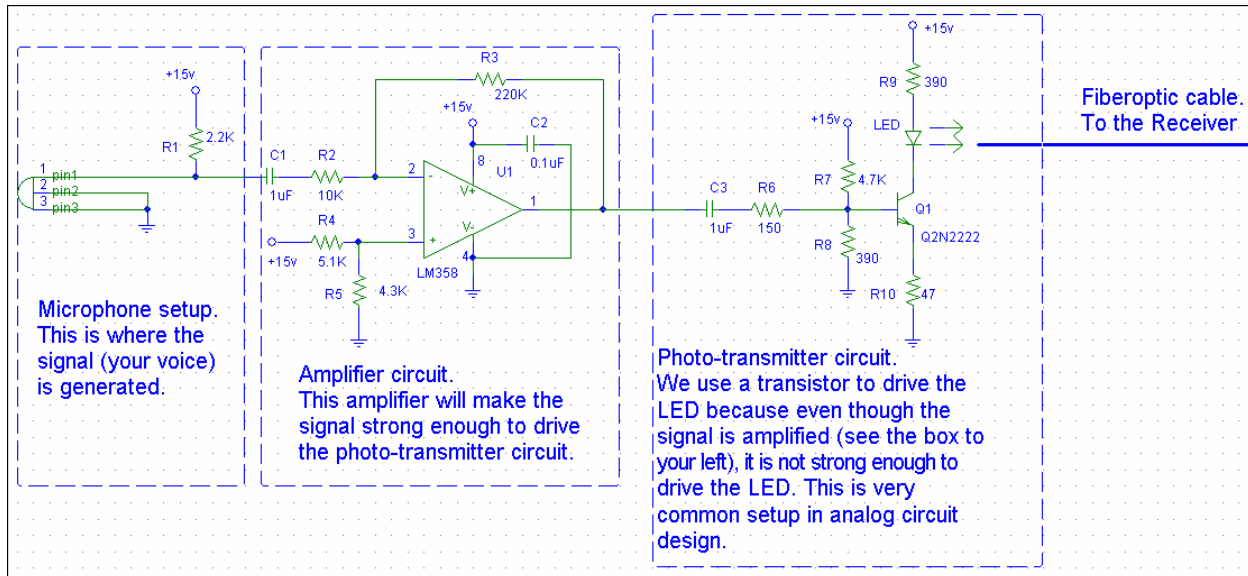 +15v
R1
2.2K
1 pin1
2 pin2
3 pin3
Microphone setup.
This is where the
signal (your voice)
is generated.
R3
220K
+15v
C2
0.1uF
8
U1
V+
C1
1uF
R2
10K
2
-
R4
5.1K
+15v
3
+
1
V-
4
LM358
R5
4.3K
Amplifier circuit.
This amplifier will make the
signal strong enough to drive
the photo-transmitter circuit.
+15v
R9
390
LED
+15v
R7
4.7K
C3
1uF
R6
150
Q1
Q2N2222
R8
390
R10
47
Photo-transmitter circuit.
We use a transistor to drive the
LED because even though the
signal is amplified (see the box to
your left), it is not strong enough to
drive the LED. This is very
common setup in analog circuit
design.
Fiberoptic cable.
To the Receiver